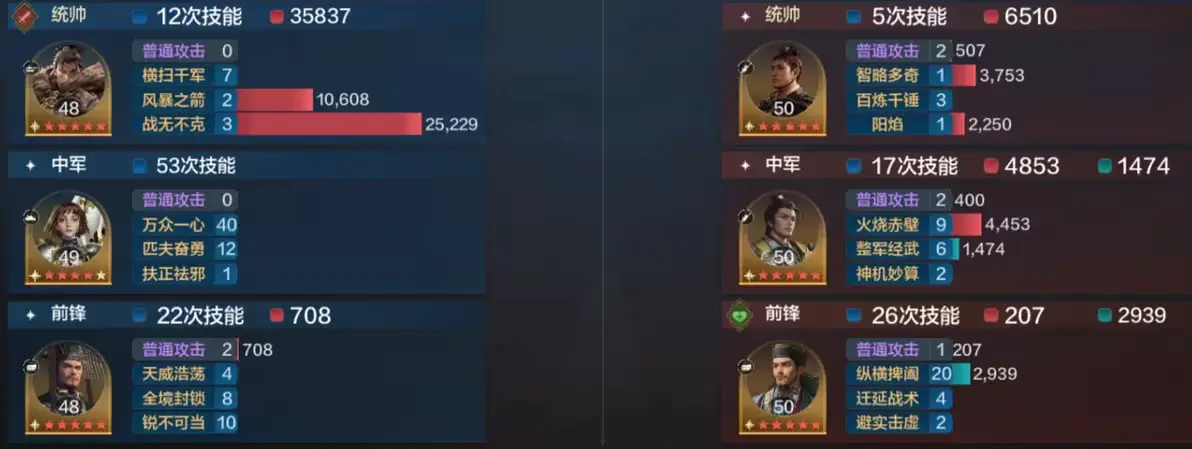 统帅 12次技能 35837
48
普通攻击 0
横扫千军 7
风暴之箭 2 10,608
战无不克 3 25,229
中军 53次技能
49
普通攻击 0
万众一心 40
匹夫奋勇 12
扶正祛邪 1
前锋 22次技能 708
48
普通攻击 2 708
天威浩荡 4
全境封锁 8
锐不可当 10
统帅 5次技能 6510
50
普通攻击 2 507
智略多奇 1 3,753
百炼千锤 3
阳焰 1 2,250
中军 17次技能 4853 1474
50
普通攻击 2 400
火烧赤壁 9 4,453
整军经武 6 1,474
神机妙算 2
前锋 26次技能 207 2939
50
普通攻击 1 207
纵横捭阖 20 2,939
迂延战术 4
避实击虚 2